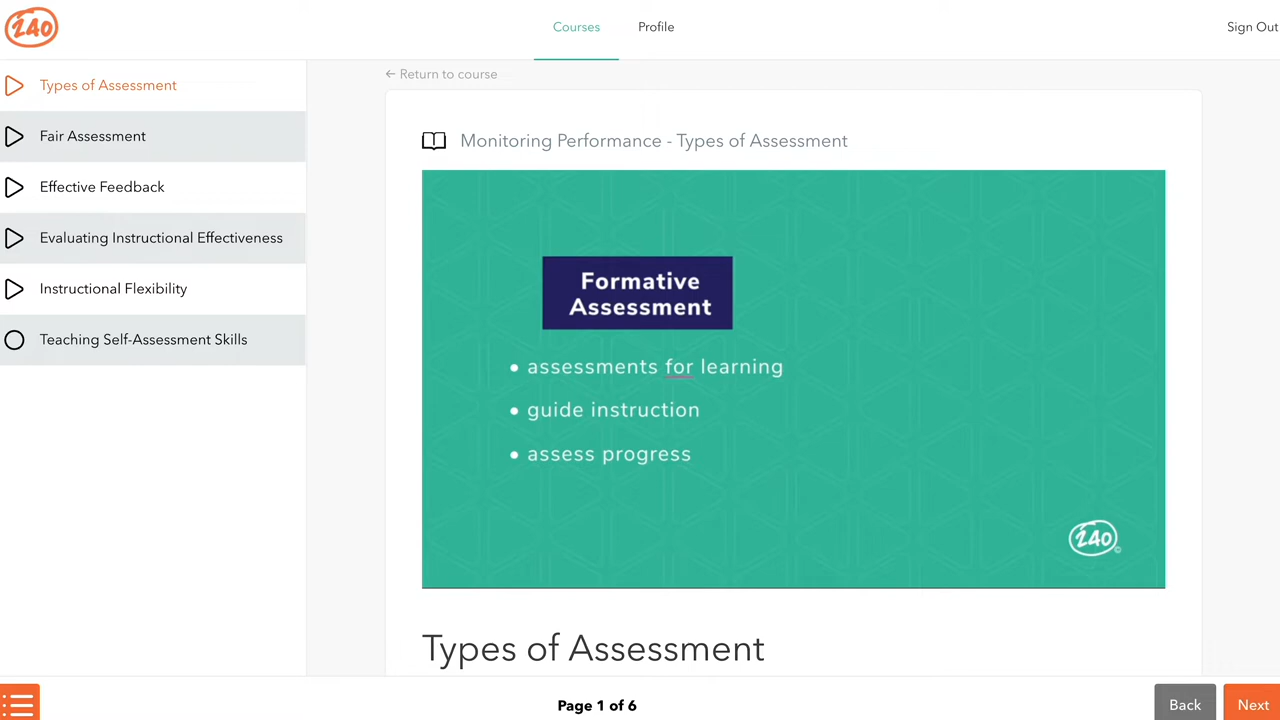 240
Courses
Profile
Sign Out
Types of Assessment
Fair Assessment
Effective Feedback
Evaluating Instructional Effectiveness
Instructional Flexibility
Teaching Self-Assessment Skills
← Return to course
Monitoring Performance - Types of Assessment
Formative
Assessment
• assessments for learning
• guide instruction
• assess progress
240
Types of Assessment
Page 1 of 6
Back
Next